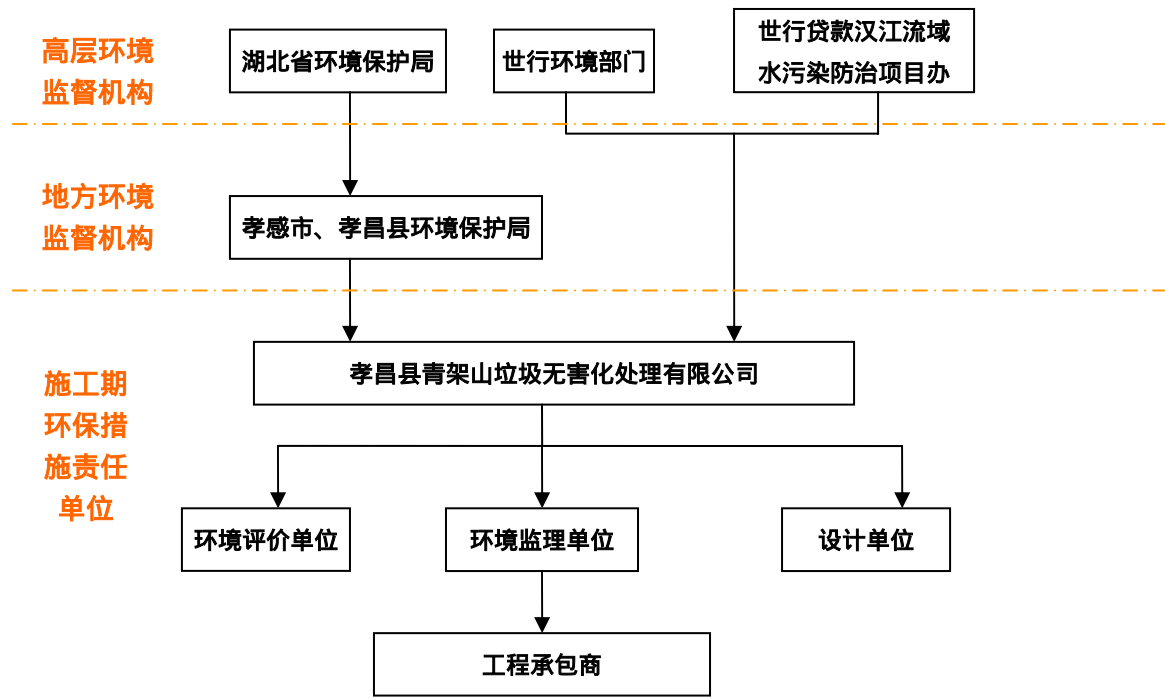 高层环境
监督机构
湖北省环境保护局
世行环境部门
世行贷款汉江流域
水污染防治项目办
地方环境
监督机构
孝感市、孝昌县环境保护局
施工期
环保措
施责任
单位
孝昌县青架山垃圾无害化处理有限公司
环境评价单位
环境监理单位
设计单位
工程承包商